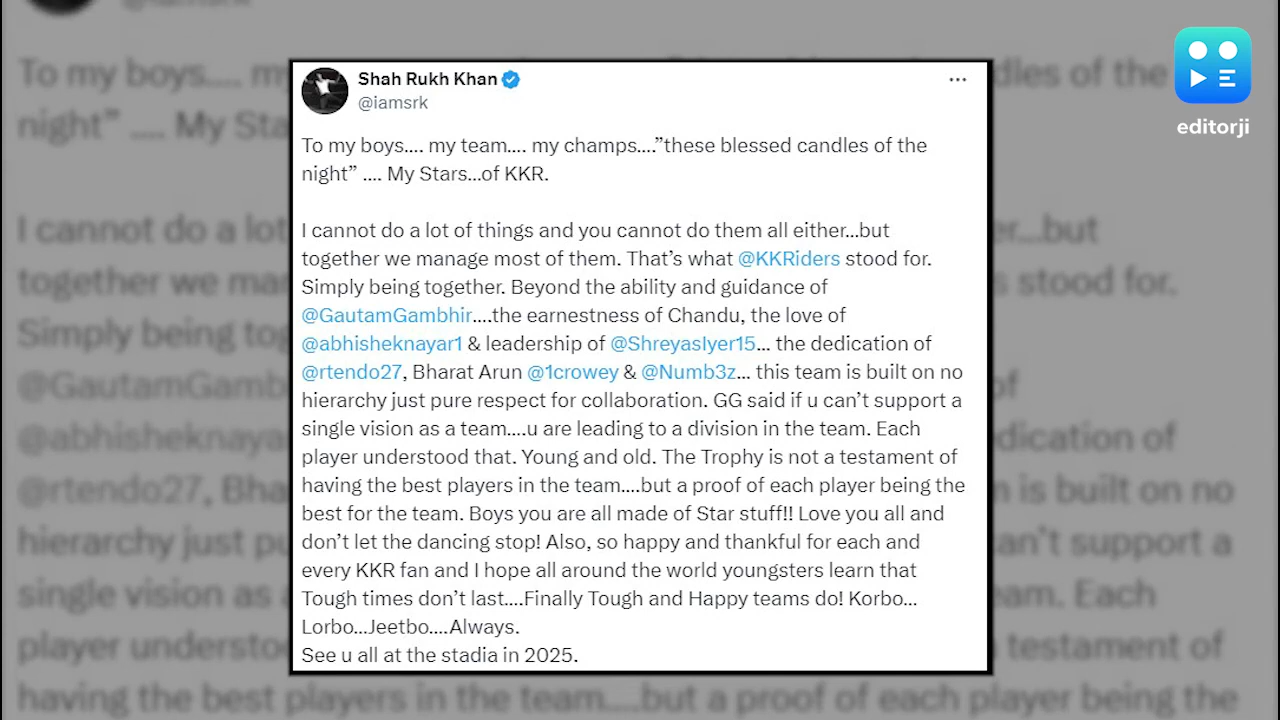 Shah Rukh Khan
@iamsrk
To my boys.... my team.... my champs....”these blessed candles of the
night” .... My Stars...of KKR.
I cannot do a lot of things and you cannot do them all either...but
together we manage most of them. That’s what @KKRiders stood for.
Simply being together. Beyond the ability and guidance of
@GautamGambhir....the earnestness of Chandu, the love of
@abhisheknayar1 & leadership of @ShreyasIyer15... the dedication of
@rtendo27, Bharat Arun @1crowey & @Numb3z... this team is built on no
hierarchy just pure respect for collaboration. GG said if u can’t support a
single vision as a team....u are leading to a division in the team. Each
player understood that. Young and old. The Trophy is not a testament of
having the best players in the team....but a proof of each player being the
best for the team. Boys you are all made of Star stuff!! Love you all and
don’t let the dancing stop! Also, so happy and thankful for each and
every KKR fan and I hope all around the world youngsters learn that
Tough times don’t last....Finally Tough and Happy teams do! Korbo...
Lorbo...Jeetbo....Always.
See u all at the stadia in 2025.
editorji